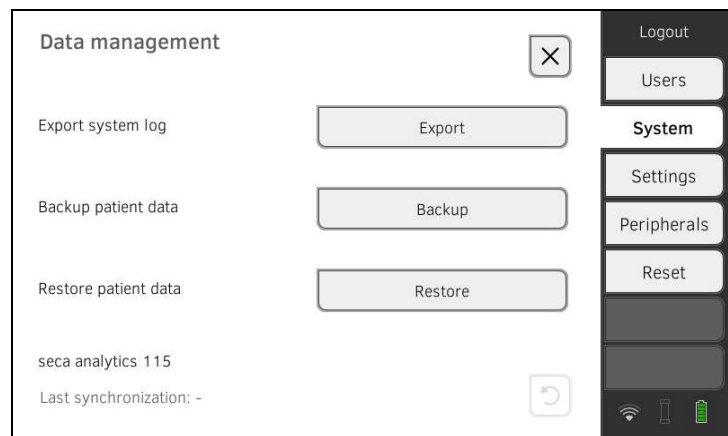 Data management
Logout
Users
Export system log
Export
System
Settings
Backup patient data
Backup
Peripherals
Reset
Restore patient data
Restore
seca analytics 115
Last synchronization: -